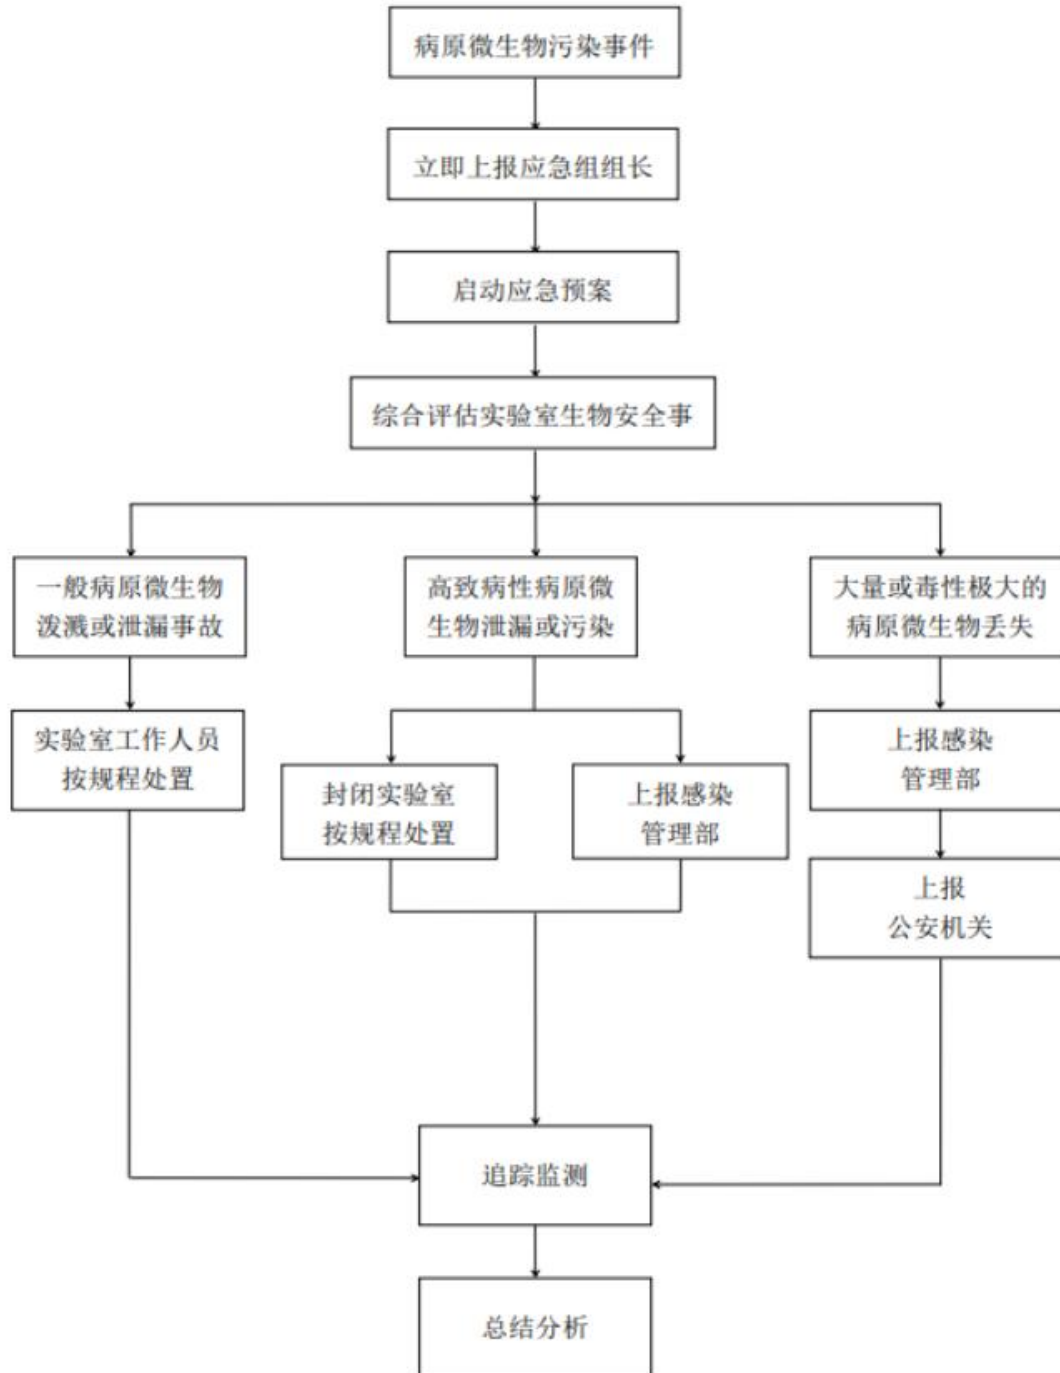 病原微生物污染事件
立即上报应急组组长
启动应急预案
综合评估实验室生物安全事
一般病原微生物
泼溅或泄漏事故
高致病性病原微
生物泄漏或污染
大量或毒性极大的
病原微生物丢失
实验室工作人员
按规程处置
封闭实验室
按规程处置
上报感染
管理部
上报感染
管理部
上报
公安机关
追踪监测
总结分析